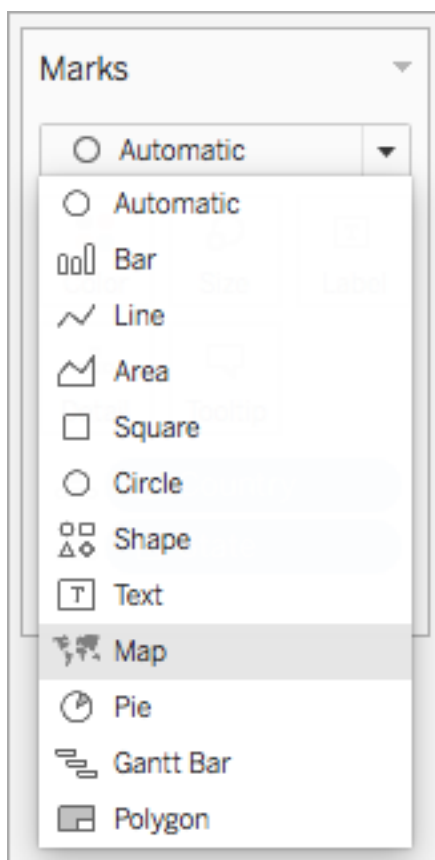 Marks
Automatic
Automatic
Bar
Line
Area
Square
Circle
Shape
T Text
Map
Pie
Gantt Bar
Polygon